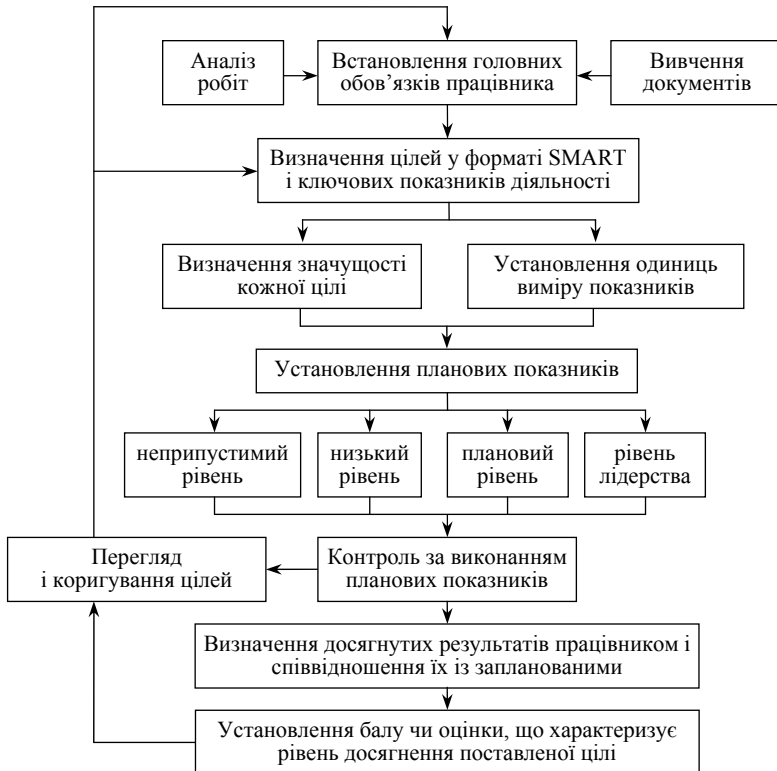 Аналіз
робіт
Встановлення головних
обов’язків працівника
Вивчення
документів
Визначення цілей у форматі SMART
і ключових показників діяльності
Визначення значущості
кожної цілі
Установлення одиниць
виміру показників
Установлення планових показників
неприпустимий
рівень
низький
рівень
плановий
рівень
рівень
лідерства
Перегляд
і коригування цілей
Контроль за виконанням
планових показників
Визначення досягнутих результатів працівником і
співвідношення їх із запланованими
Установлення балу чи оцінки, що характеризує
рівень досягнення поставленої цілі